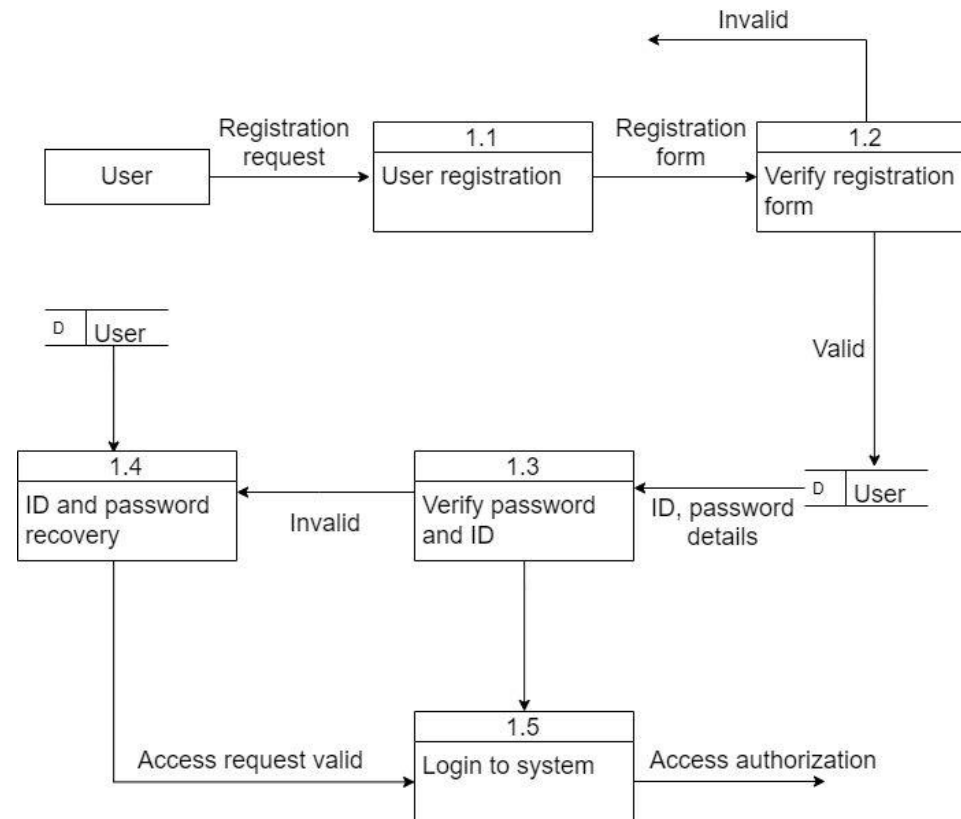 Invalid
Registration
request
1.1
Registration
form
1.2
User
User registration
Verify registration
form
D
User
Valid
1.4
ID and password
recovery
Invalid
1.3
Verify password
and ID
ID, password
details
D
User
1.5
Access request valid
Login to system
Access authorization